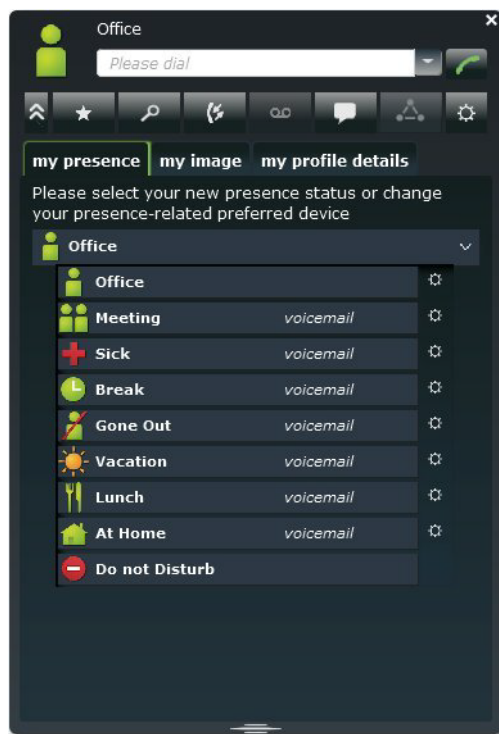 Office
Please dial
my presence my image my profile details
Please select your new presence status or change
your presence-related preferred device
Office
Office
Meeting voicemail
Sick voicemail
Break voicemail
Gone Out voicemail
Vacation voicemail
Lunch voicemail
At Home voicemail
Do not Disturb